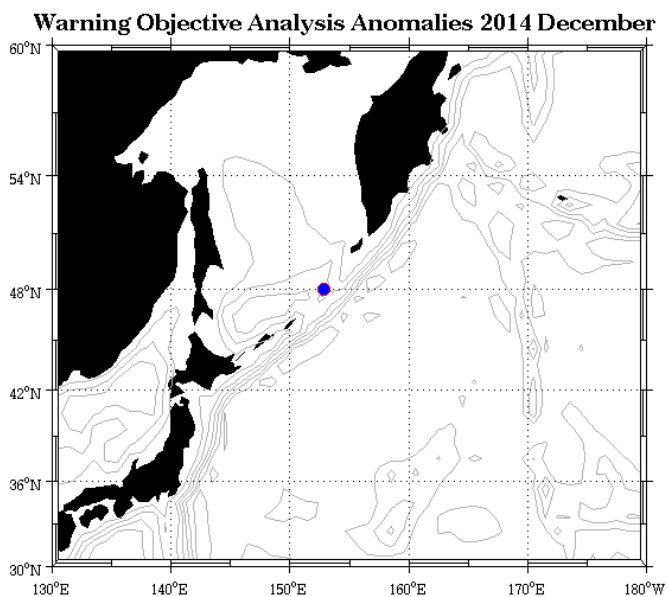 Warning Objective Analysis Anomalies 2014 December
60°N
54°N
48°N
42°N
36°N
30°N
130°E 140°E 150°E 160°E 170°E 180°W